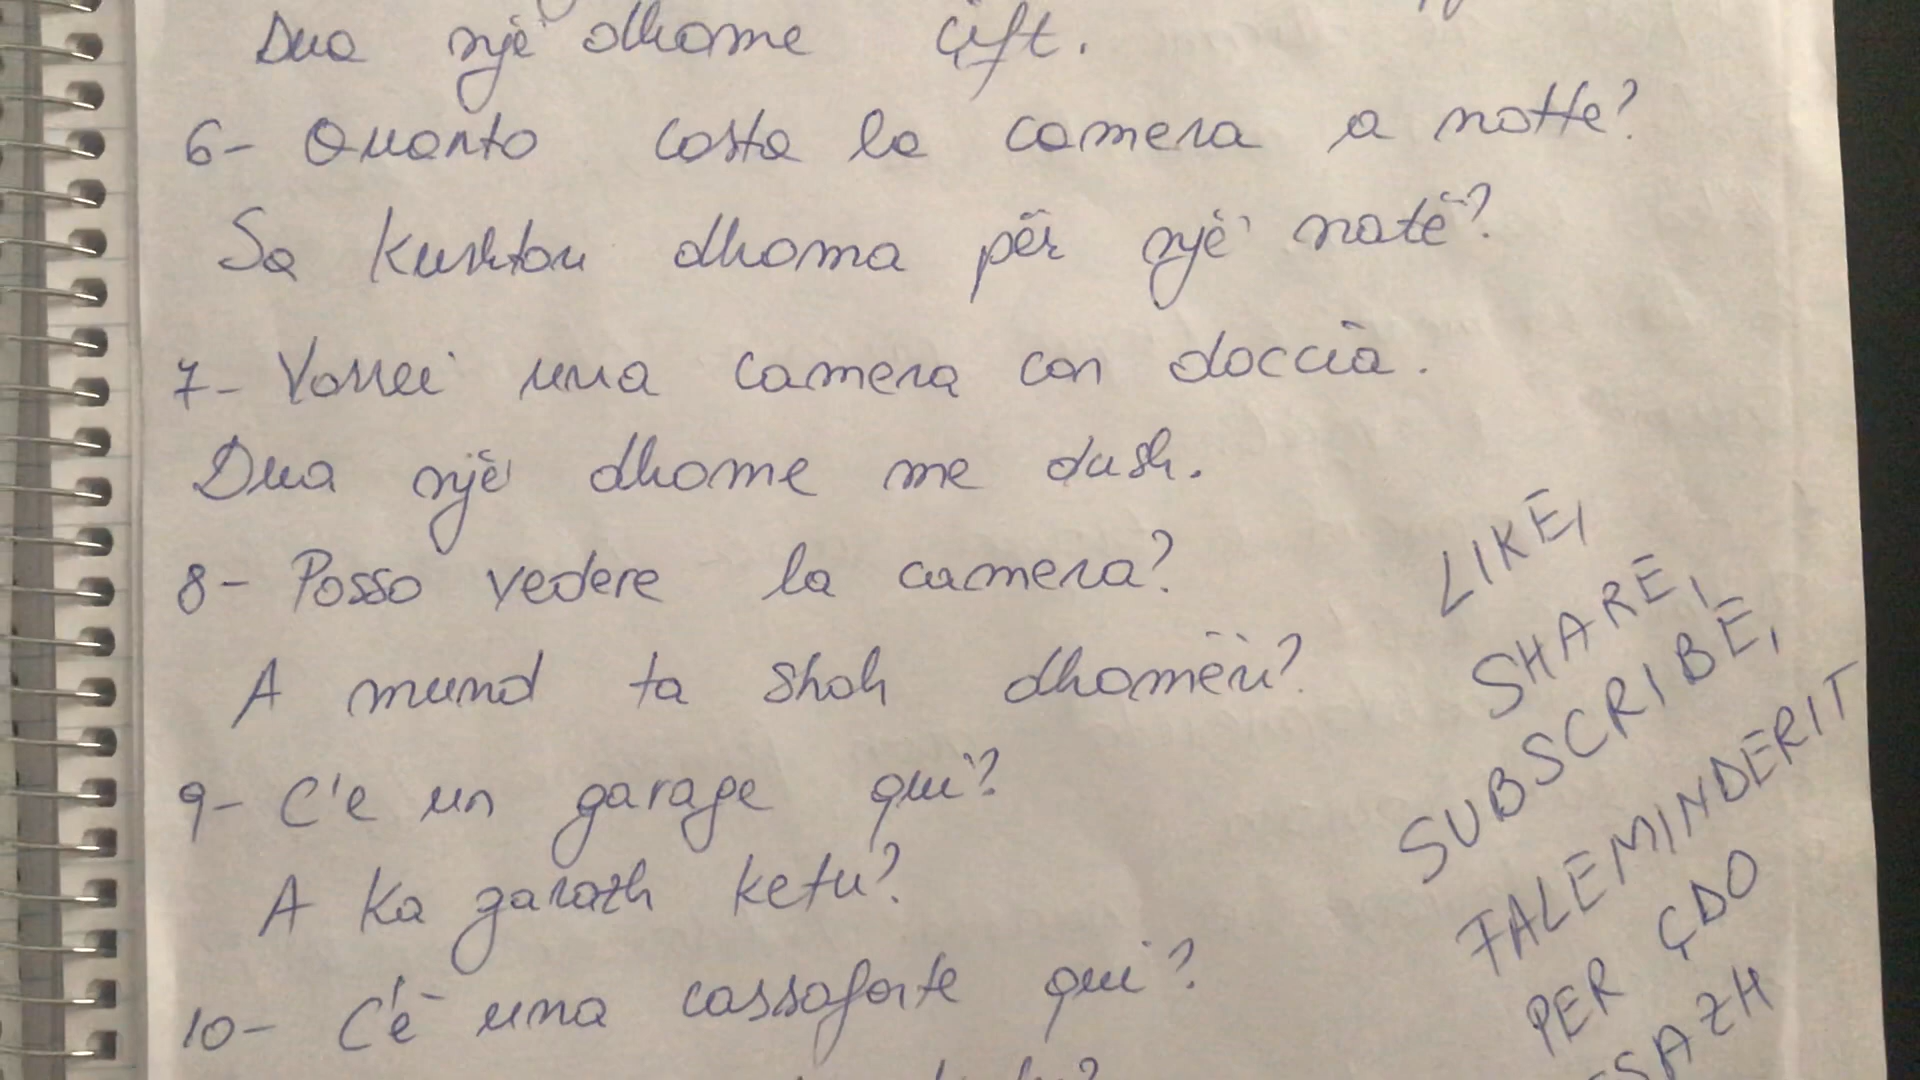 Dua një dhome çift.
6- Quanto costa la camera a notte?
Sa kushton dhoma për një natë?
7- Vorrei una camera con doccia.
Dua një dhome me dush.
8- Posso vedere la camera?
A mund ta shoh dhomën?
9- C'e un garage qui?
A ka garazh ketu?
10- C'è una cassaforte qui?
LIKE,
SHARE,
SUBSCRIBE,
FALEMINDERIT
PER ÇDO